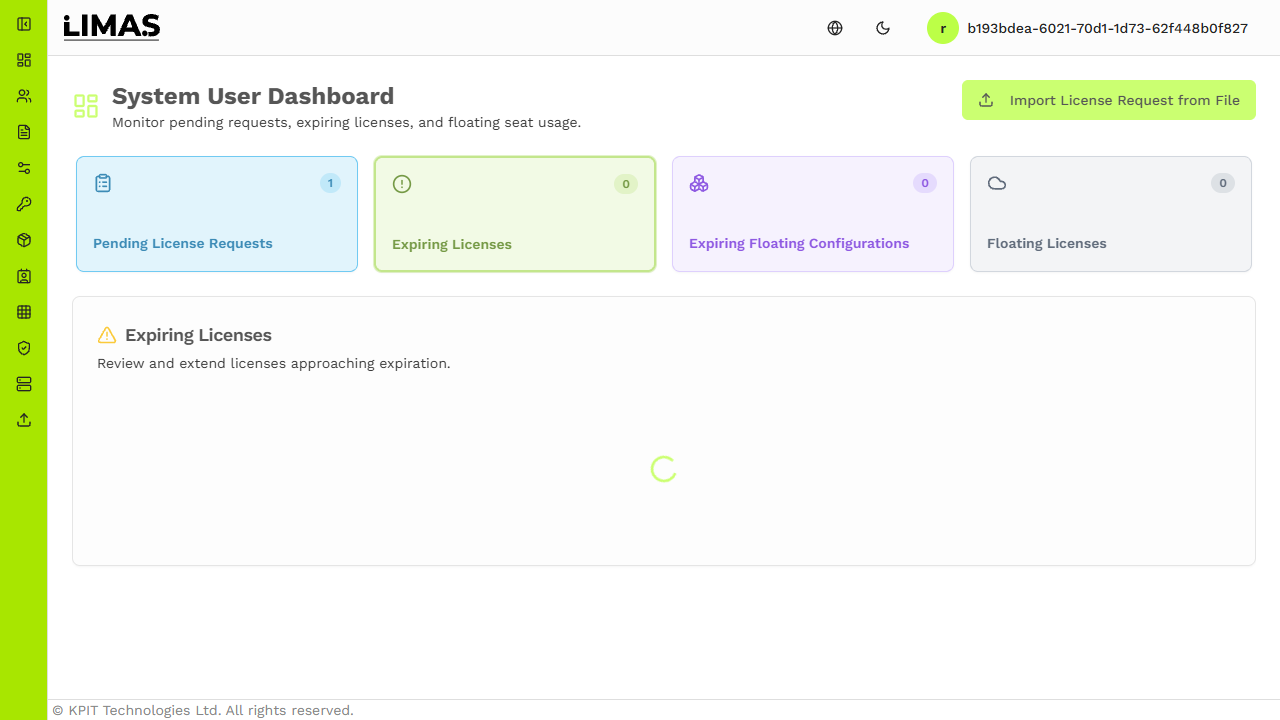 LIMAS
r
b193bdea-6021-70d1-1d73-62f448b0f827
System User Dashboard
Monitor pending requests, expiring licenses, and floating seat usage.
Import License Request from File
1
Pending License Requests
0
Expiring Licenses
0
Expiring Floating Configurations
0
Floating Licenses
Expiring Licenses
Review and extend licenses approaching expiration.
© KPIT Technologies Ltd. All rights reserved.